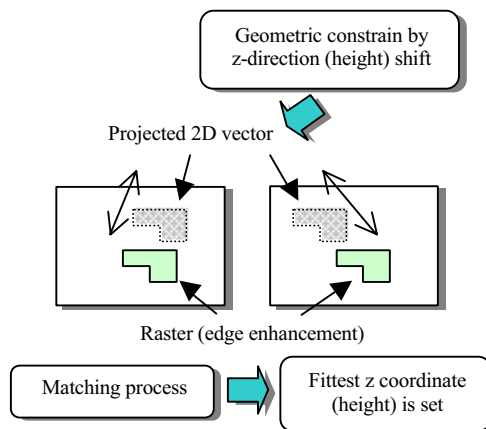 Geometric constrain by
z-direction (height) shift
Projected 2D vector
Raster (edge enhancement)
Matching process
Fittest z coordinate
(height) is set